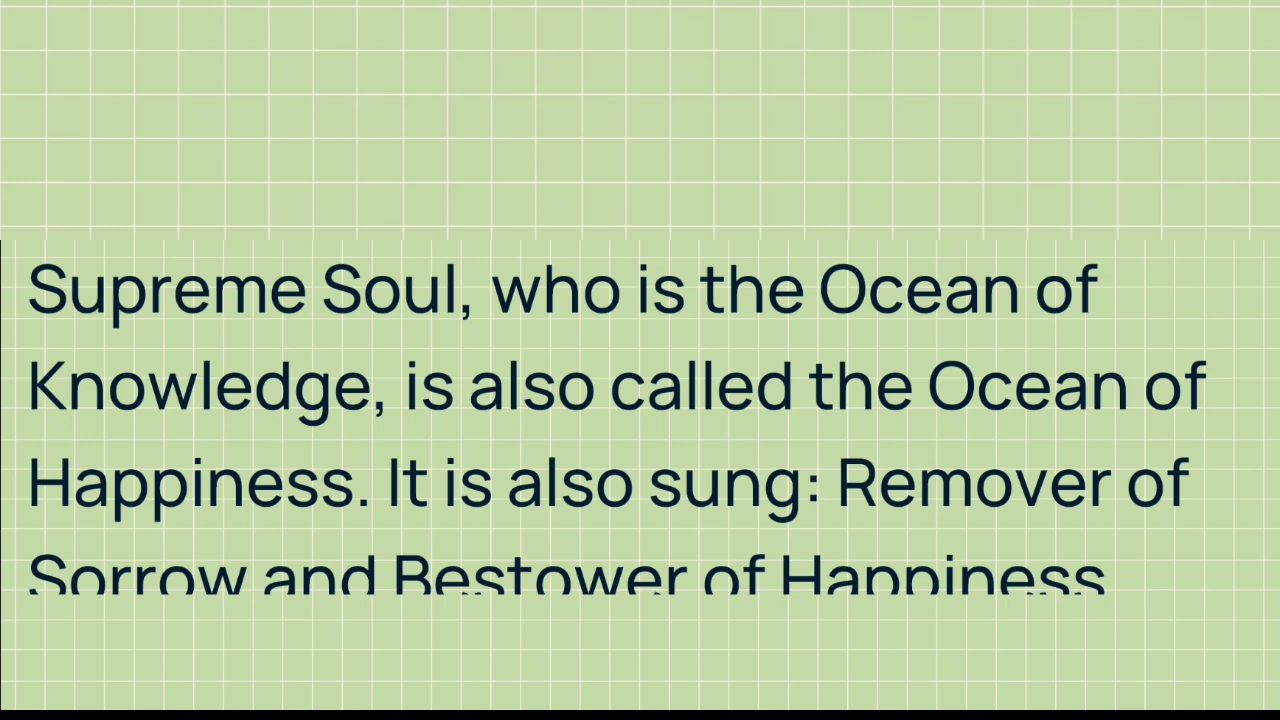 Supreme Soul, who is the Ocean of
Knowledge, is also called the Ocean of
Happiness. It is also sung: Remover of
Sorrow and Bestower of Happiness